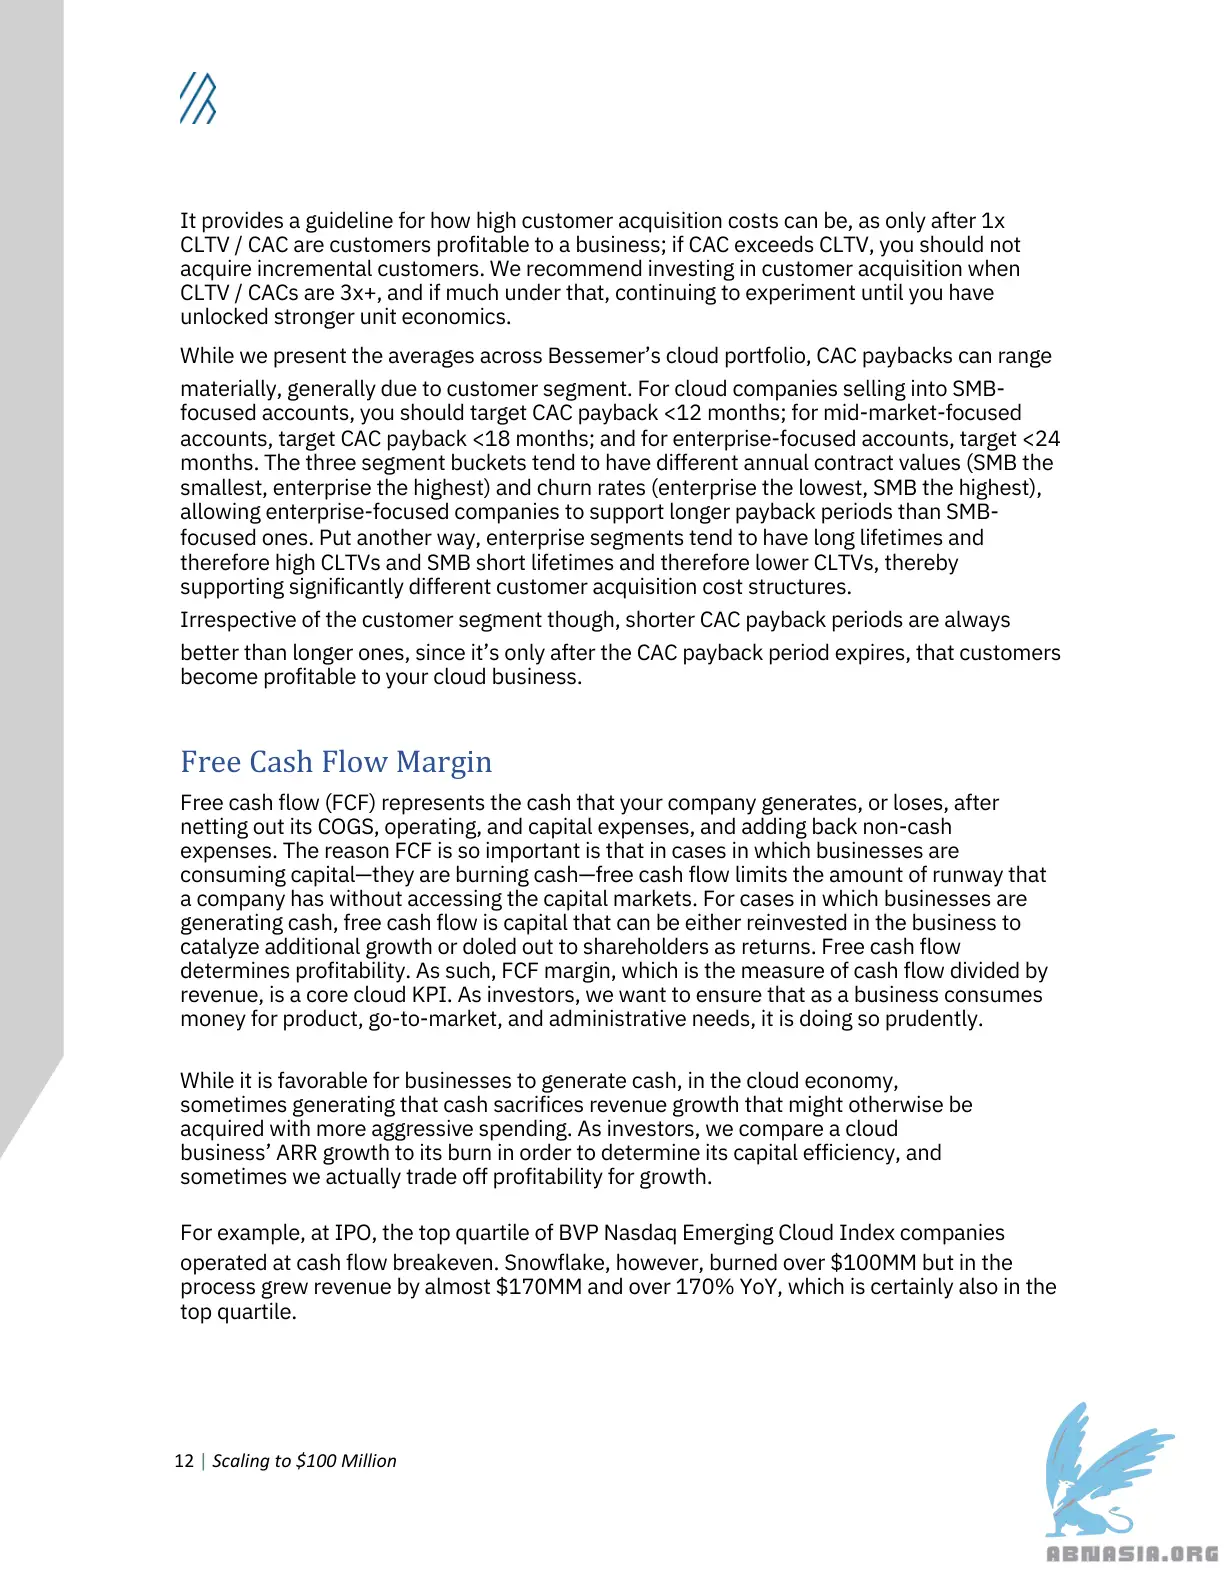 It provides a guideline for how high customer acquisition costs can be, as only after 1x
CLTV / CAC are customers profitable to a business; if CAC exceeds CLTV, you should not
acquire incremental customers. We recommend investing in customer acquisition when
CLTV / CACs are 3x+, and if much under that, continuing to experiment until you have
unlocked stronger unit economics.
While we present the averages across Bessemer’s cloud portfolio, CAC paybacks can range
materially, generally due to customer segment. For cloud companies selling into SMB-
focused accounts, you should target CAC payback <12 months; for mid-market-focused
accounts, target CAC payback <18 months; and for enterprise-focused accounts, target <24
months. The three segment buckets tend to have different annual contract values (SMB the
smallest, enterprise the highest) and churn rates (enterprise the lowest, SMB the highest),
allowing enterprise-focused companies to support longer payback periods than SMB-
focused ones. Put another way, enterprise segments tend to have long lifetimes and
therefore high CLTVs and SMB short lifetimes and therefore lower CLTVs, thereby
supporting significantly different customer acquisition cost structures.
Irrespective of the customer segment though, shorter CAC payback periods are always
better than longer ones, since it’s only after the CAC payback period expires, that customers
become profitable to your cloud business.
Free Cash Flow Margin
Free cash flow (FCF) represents the cash that your company generates, or loses, after
netting out its COGS, operating, and capital expenses, and adding back non-cash
expenses. The reason FCF is so important is that in cases in which businesses are
consuming capital—they are burning cash—free cash flow limits the amount of runway that
a company has without accessing the capital markets. For cases in which businesses are
generating cash, free cash flow is capital that can be either reinvested in the business to
catalyze additional growth or doled out to shareholders as returns. Free cash flow
determines profitability. As such, FCF margin, which is the measure of cash flow divided by
revenue, is a core cloud KPI. As investors, we want to ensure that as a business consumes
money for product, go-to-market, and administrative needs, it is doing so prudently.
While it is favorable for businesses to generate cash, in the cloud economy,
sometimes generating that cash sacrifices revenue growth that might otherwise be
acquired with more aggressive spending. As investors, we compare a cloud
business’ ARR growth to its burn in order to determine its capital efficiency, and
sometimes we actually trade off profitability for growth.
For example, at IPO, the top quartile of BVP Nasdaq Emerging Cloud Index companies
operated at cash flow breakeven. Snowflake, however, burned over $100MM but in the
process grew revenue by almost $170MM and over 170% YoY, which is certainly also in the
top quartile.
12 | Scaling to $100 Million
ABNASIA.ORG